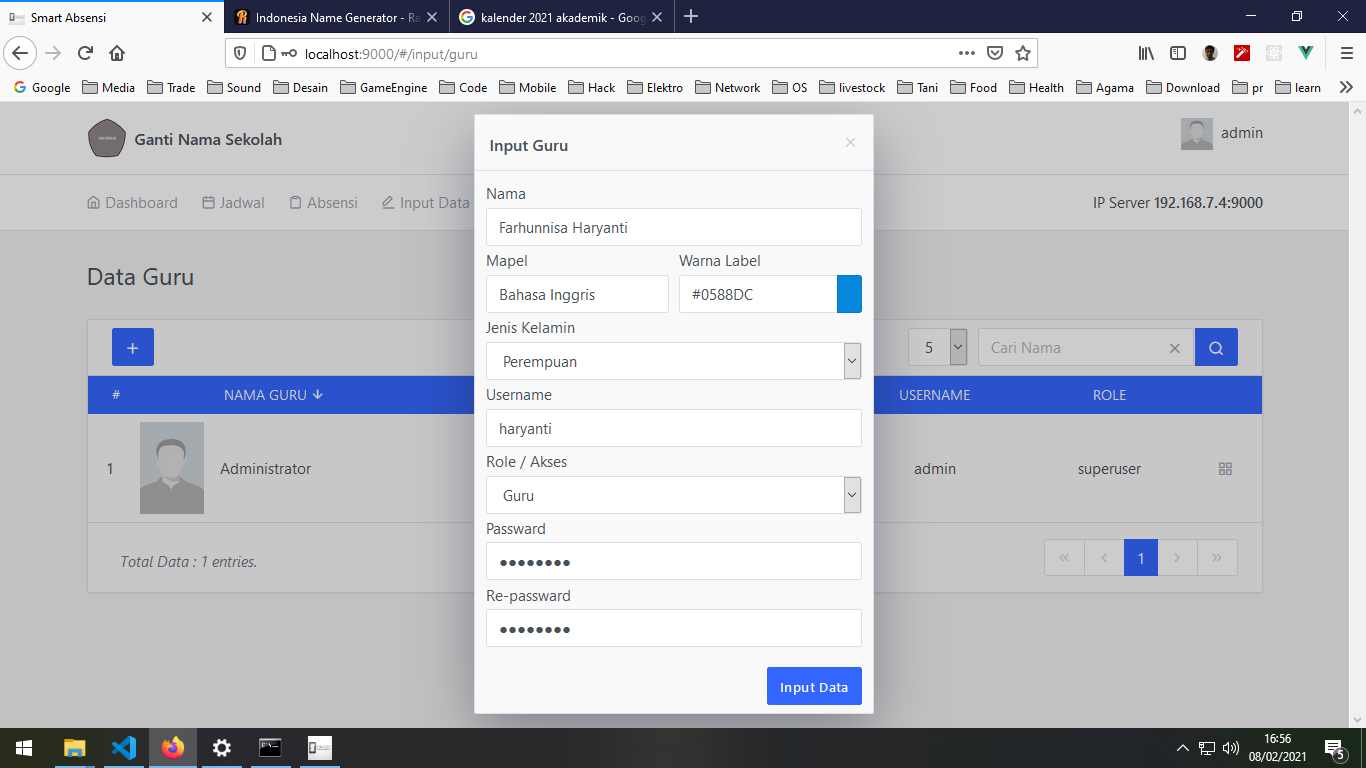 Smart Absensi
Indonesia Name Generator - Ra
kalender 2021 akademik - Goog
localhost:9000/#/input/guru
Google Media Trade Sound Desain GameEngine Code Mobile Hack Elektro Network OS livestock Tani Food Health Agama Download pr learn
Ganti Nama Sekolah
admin
Dashboard Jadwal Absensi Input Data
IP Server 192.168.7.4:9000
Data Guru
5 Cari Nama
# NAMA GURU USERNAME ROLE
1 Administrator admin superuser
Total Data : 1 entries.
« ‹ 1 › »
Input Guru
Nama
Farhunnisa Haryanti
Mapel Warna Label
Bahasa Inggris #0588DC
Jenis Kelamin
Perempuan
Username
haryanti
Role / Akses
Guru
Passward
●●●●●●●●
Re-passward
●●●●●●●●
Input Data
16:56
08/02/2021
5